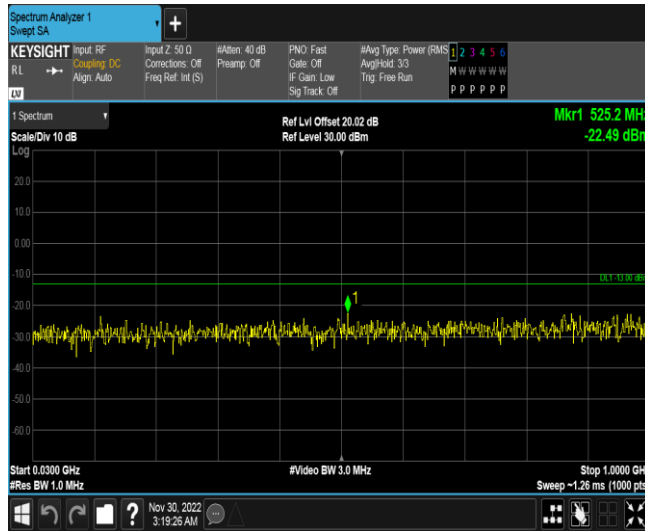 Spectrum Analyzer 1
Swept SA
+
KEYSIGHT Input: RF Input Z: 50 Ω #Atten: 40 dB PNO: Fast #Avg Type: Power (RMS 1 2 3 4 5 6
RL Coupling: DC Corrections: Off Preamp: Off Gate: Off Avg|Hold: 3/3 M W W W W W
Align: Auto Freq Ref: Int (S) IF Gain: Low Trig: Free Run
Sig Track: Off P P P P P P
LXI
1 Spectrum
Ref Lvl Offset 20.02 dB Mkr1 525.2 MH
Scale/Div 10 dB Ref Level 30.00 dBm -22.49 dBn
Log
20.0
10.0
0.00
-10.0
DL1 -13.00 dB
1
-20.0
-30.0
-40.0
-50.0
-60.0
Start 0.0300 GHz #Video BW 3.0 MHz Stop 1.0000 GH
#Res BW 1.0 MHz Sweep ~1.26 ms (1000 pts
? Nov 30, 2022
3:19:26 AM